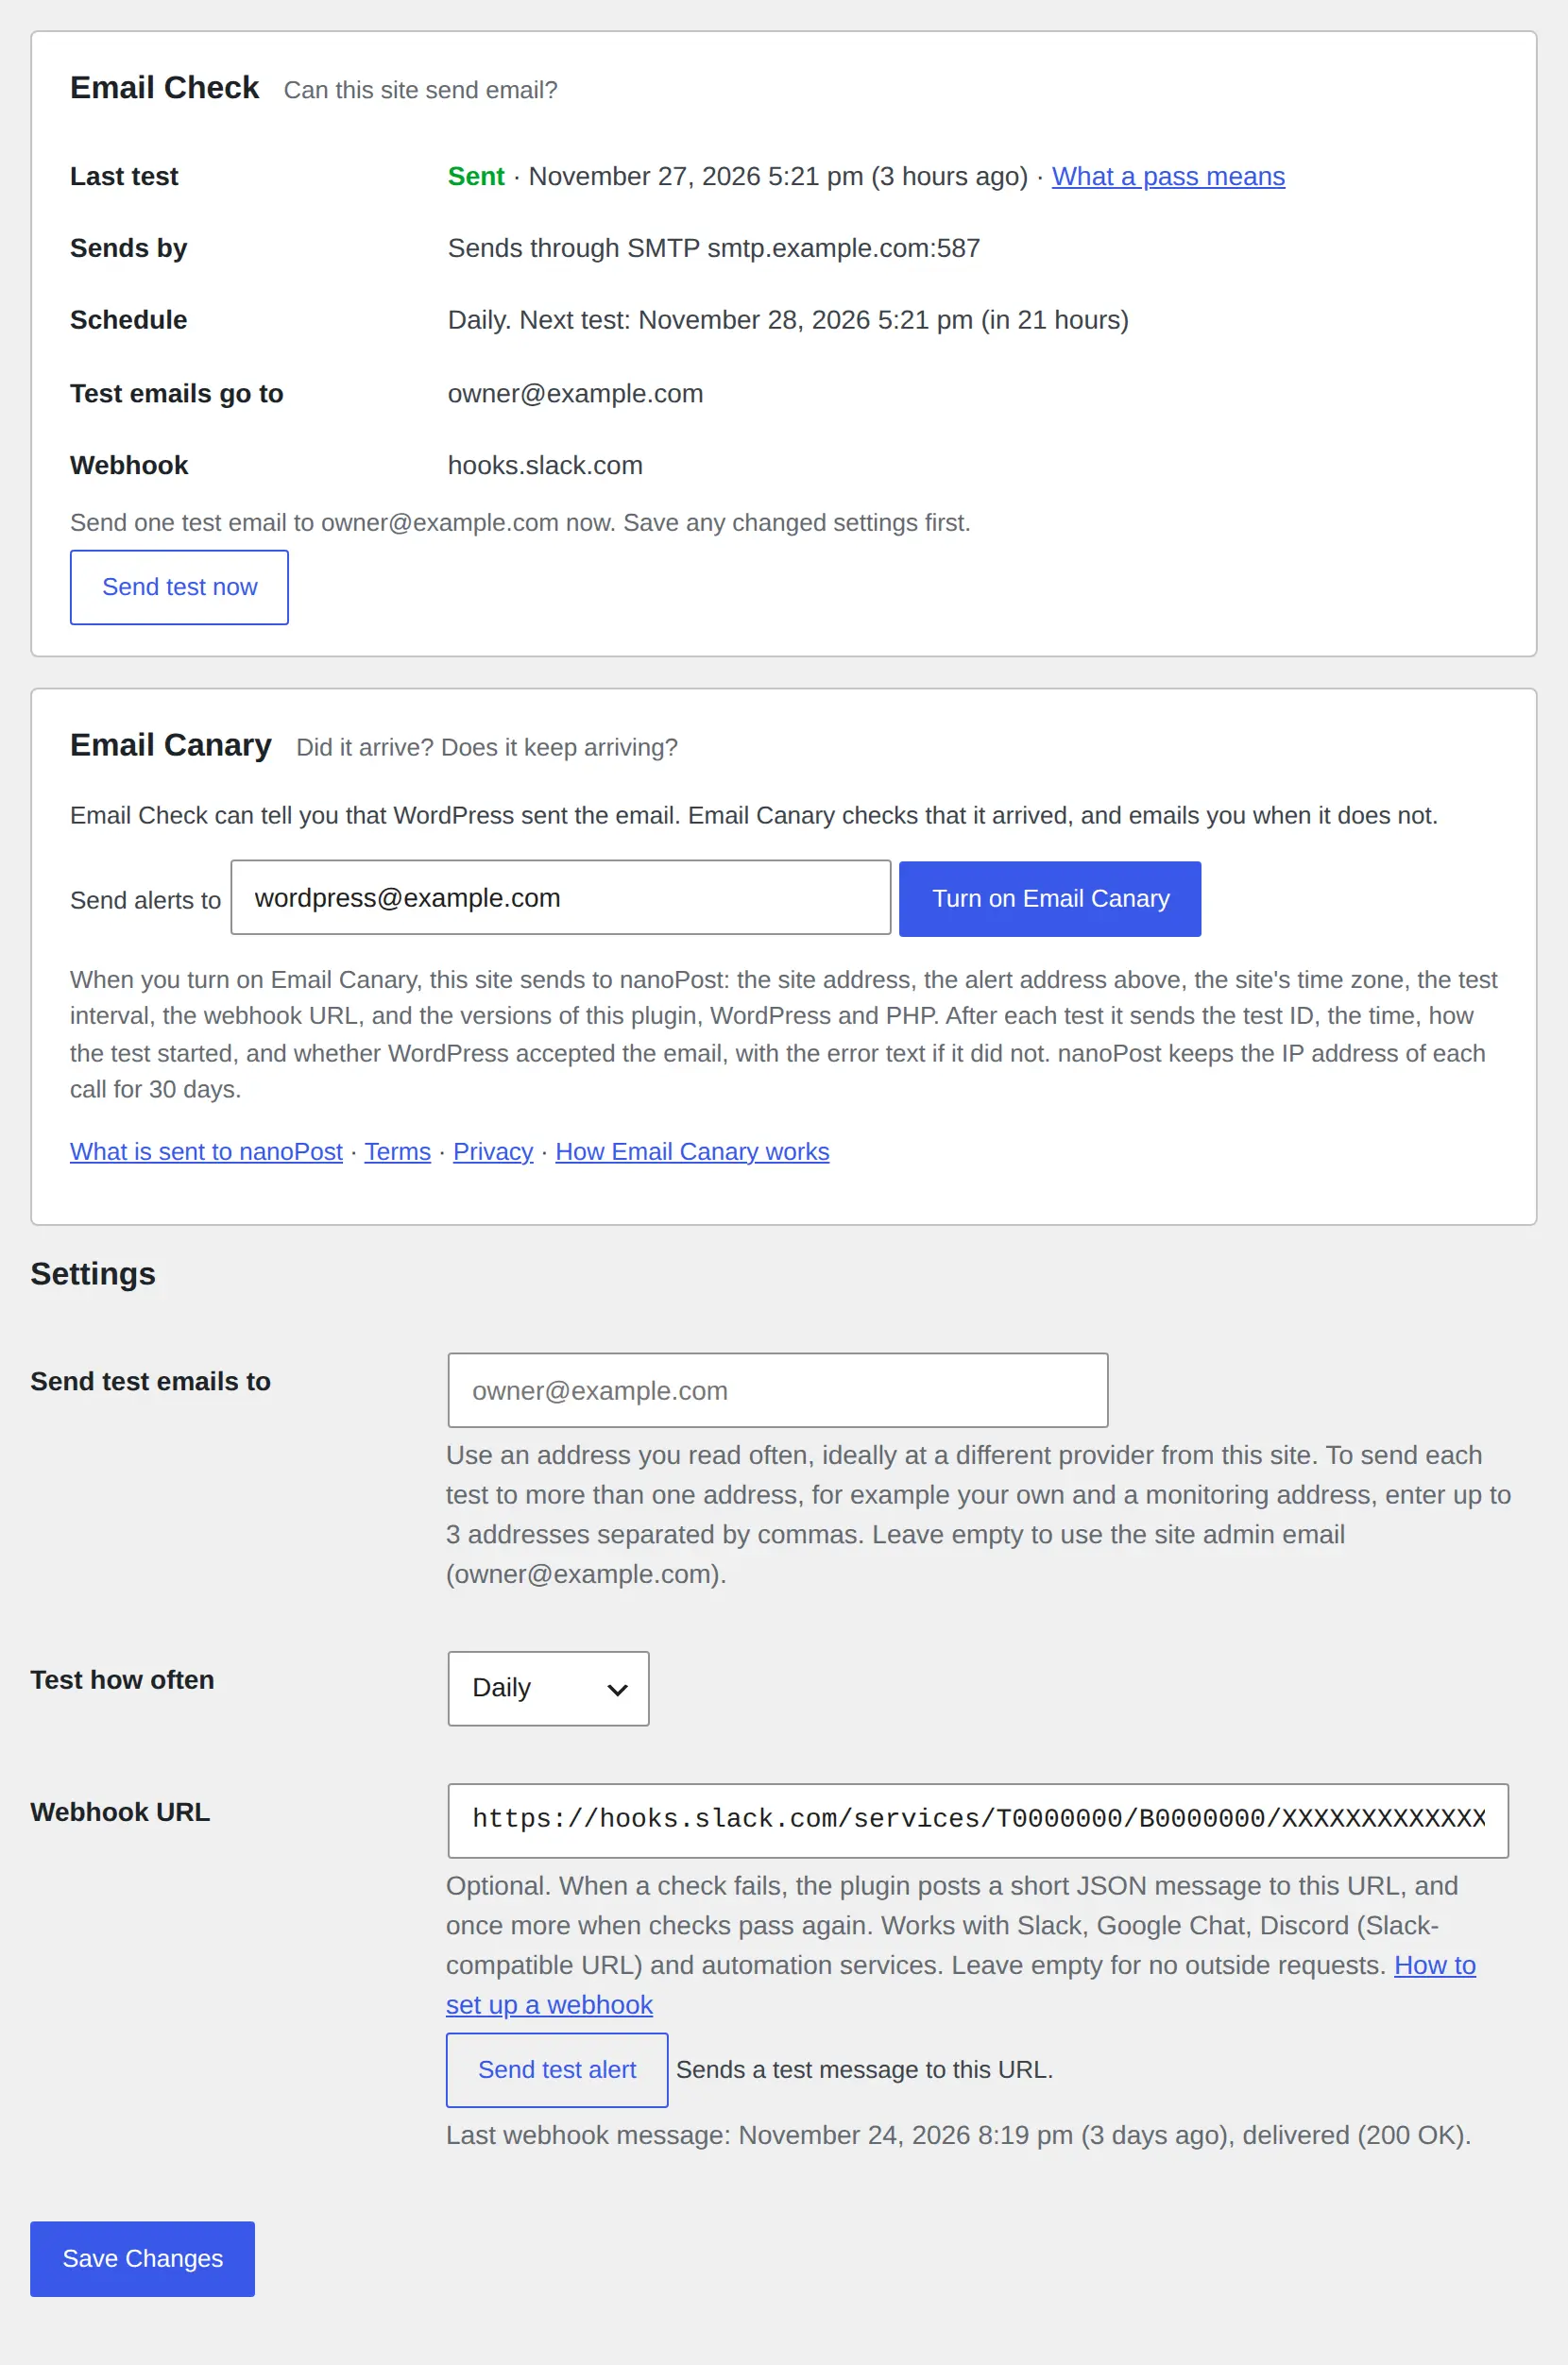 Email Check Can this site send email?
Last test Sent · November 27, 2026 5:21 pm (3 hours ago) · What a pass means
Sends by Sends through SMTP smtp.example.com:587
Schedule Daily. Next test: November 28, 2026 5:21 pm (in 21 hours)
Test emails go to owner@example.com
Webhook hooks.slack.com
Send one test email to owner@example.com now. Save any changed settings first.
Send test now
Email Canary Did it arrive? Does it keep arriving?
Email Check can tell you that WordPress sent the email. Email Canary checks that it arrived, and emails you when it does not.
Send alerts to wordpress@example.com Turn on Email Canary
When you turn on Email Canary, this site sends to nanoPost: the site address, the alert address above, the site's time zone, the test
interval, the webhook URL, and the versions of this plugin, WordPress and PHP. After each test it sends the test ID, the time, how
the test started, and whether WordPress accepted the email, with the error text if it did not. nanoPost keeps the IP address of each
call for 30 days.
What is sent to nanoPost · Terms · Privacy · How Email Canary works
Settings
Send test emails to owner@example.com
Use an address you read often, ideally at a different provider from this site. To send each
test to more than one address, for example your own and a monitoring address, enter up to
3 addresses separated by commas. Leave empty to use the site admin email
(owner@example.com).
Test how often Daily
Webhook URL https://hooks.slack.com/services/T0000000/B0000000/XXXXXXXXXXXXX
Optional. When a check fails, the plugin posts a short JSON message to this URL, and
once more when checks pass again. Works with Slack, Google Chat, Discord (Slack-
compatible URL) and automation services. Leave empty for no outside requests. How to
set up a webhook
Send test alert Sends a test message to this URL.
Last webhook message: November 24, 2026 8:19 pm (3 days ago), delivered (200 OK).
Save Changes